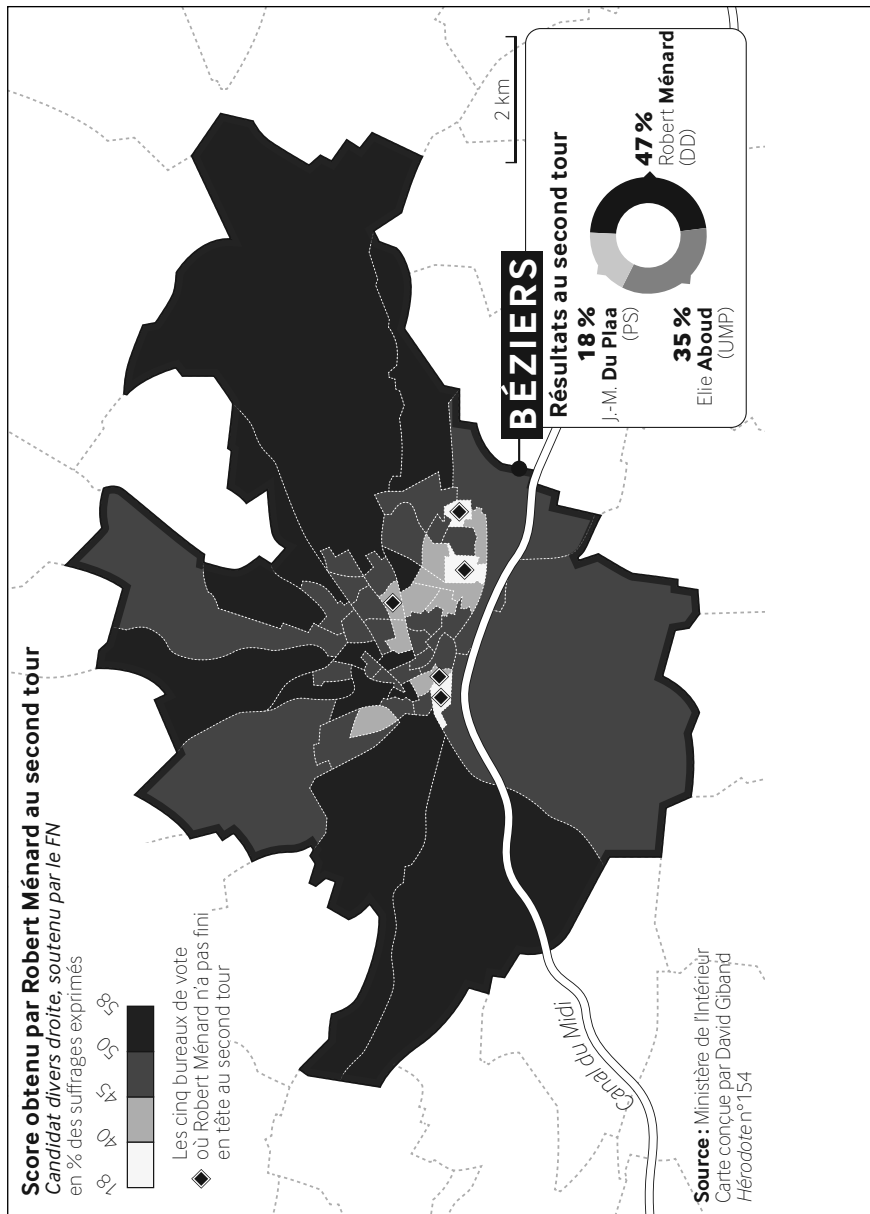 Score obtenu par Robert Ménard au second tour
Candidat divers droite, soutenu par le FN
en % des suffrages exprimés
18 40 45 50 58
Les cinq bureaux de vote
où Robert Ménard n'a pas fini
en tête au second tour
Canal du Midi
Source : Ministère de l'Intérieur
Carte conçue par David Giband
Hérodote n°154
2 km
BÉZIERS
Résultats au second tour
18 %
J.-M. Du Plaa
(PS)
47 %
Robert Ménard
(DD)
35 %
Elie Aboud
(UMP)